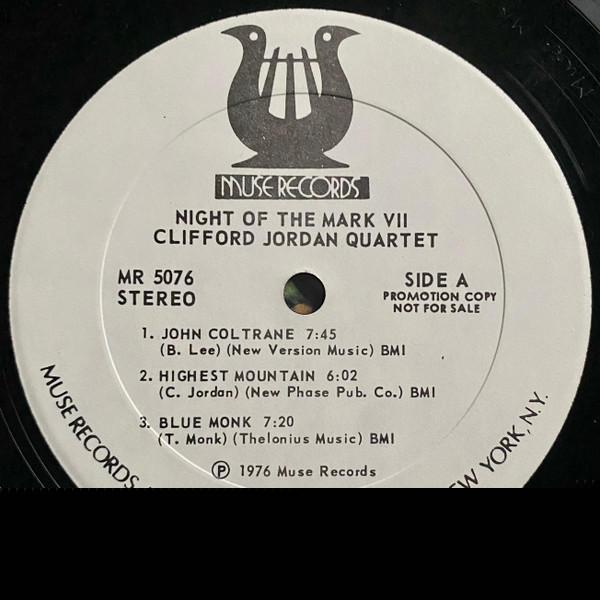 MUSE RECORDS
NIGHT OF THE MARK VII
CLIFFORD JORDAN QUARTET
MR 5076
STEREO
SIDE A
PROMOTION COPY
NOT FOR SALE
1. JOHN COLTRANE 7:45
(B. Lee) (New Version Music) BMI
2. HIGHEST MOUNTAIN 6:02
(C. Jordan) (New Phase Pub. Co.) BMI
3. BLUE MONK 7:20
(T. Monk) (Thelonius Music) BMI
Ⓟ 1976 Muse Records
MUSE RECORDS,
YORK, N.Y.